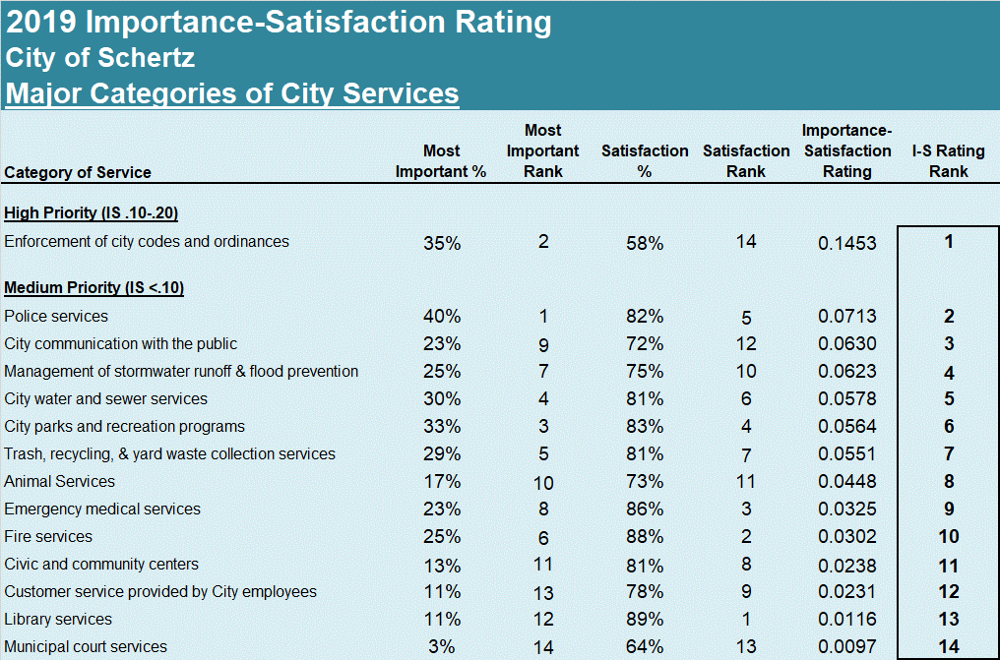 2019 Importance-Satisfaction Rating
City of Schertz
Major Categories of City Services
Category of Service Most Important % Most Important Rank Satisfaction % Satisfaction Rank Importance-Satisfaction Rating I-S Rating Rank
High Priority (IS .10-.20)
Enforcement of city codes and ordinances 35% 2 58% 14 0.1453 1
Medium Priority (IS <.10)
Police services 40% 1 82% 5 0.0713 2
City communication with the public 23% 9 72% 12 0.0630 3
Management of stormwater runoff & flood prevention 25% 7 75% 10 0.0623 4
City water and sewer services 30% 4 81% 6 0.0578 5
City parks and recreation programs 33% 3 83% 4 0.0564 6
Trash, recycling, & yard waste collection services 29% 5 81% 7 0.0551 7
Animal Services 17% 10 73% 11 0.0448 8
Emergency medical services 23% 8 86% 3 0.0325 9
Fire services 25% 6 88% 2 0.0302 10
Civic and community centers 13% 11 81% 8 0.0238 11
Customer service provided by City employees 11% 13 78% 9 0.0231 12
Library services 11% 12 89% 1 0.0116 13
Municipal court services 3% 14 64% 13 0.0097 14